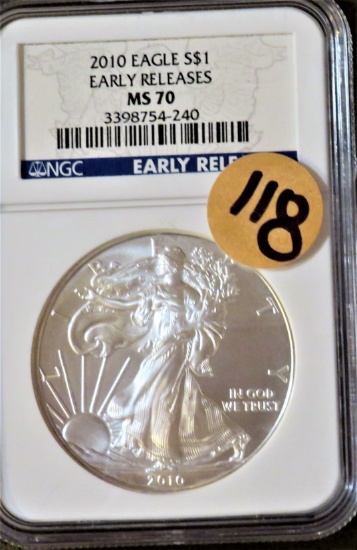 2010 EAGLE S$1
EARLY RELEASES
MS 70
3398754-240
NGC EARLY RELE
118
LIBERTY
IN GOD
WE TRUST
2010